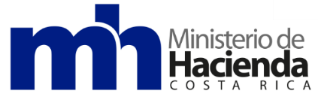 mh
Ministerio de
Hacienda
COSTA RICA